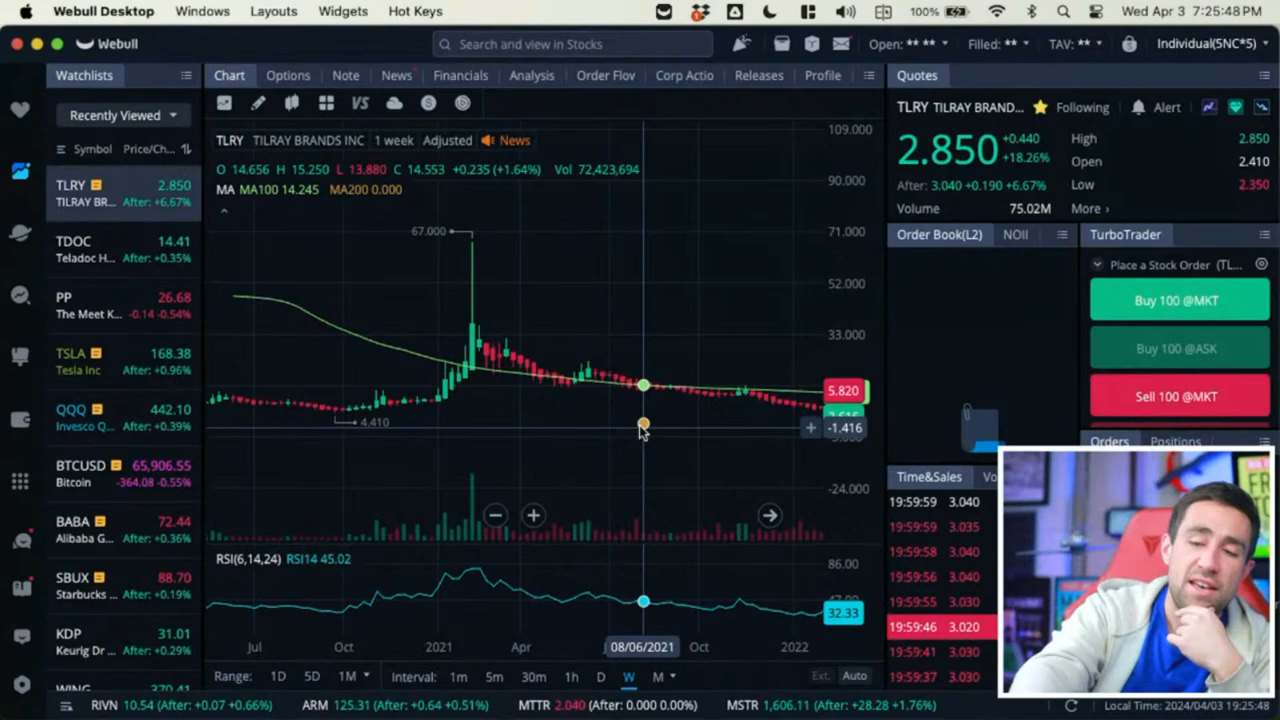 Webull Desktop Windows Layouts Widgets Hot Keys 100% Wed Apr 3 7:25:48 PM
Webull Search and view in Stocks Open: ** ** Filled: ** TAV: ** Individual(5NC*5)
Watchlists
Recently Viewed
Symbol Price/Ch...
TLRY 2.850
TILRAY BR... After: +6.67%
TDOC 14.41
Teladoc H... After: +0.35%
PP 26.68
The Meet K... -0.14 -0.54%
TSLA 168.38
Tesla Inc After: +0.96%
QQQ 442.10
Invesco Q... After: +0.39%
BTCUSD 65,906.55
Bitcoin -364.08 -0.55%
BABA 72.44
Alibaba G... After: +0.36%
SBUX 88.70
Starbucks ... After: +0.19%
KDP 31.01
Keurig Dr ... After: +0.29%
WING 370.41
Chart Options Note News Financials Analysis Order Flov Corp Actio Releases Profile
VS S
TLRY TILRAY BRANDS INC 1 week Adjusted News
O 14.656 H 15.250 L 13.880 C 14.553 +0.235 (+1.64%) Vol 72,423,694
MA MA100 14.245 MA200 0.000
109.000
90.000
71.000
52.000
33.000
5.820
-1.416
-24.000
67.000
4.410
RSI(6,14,24) RSI14 45.02
86.00
32.33
Jul Oct 2021 Apr 08/06/2021 Oct 2022
Range: 1D 5D 1M Interval: 1m 5m 30m 1h D W M Ext. Auto
Quotes
TLRY TILRAY BRAND... Following Alert
2.850 +0.440
+18.26%
After: 3.040 +0.190 +6.67%
Volume 75.02M
High 2.850
Open 2.410
Low 2.350
More
Order Book(L2) NOII
TurboTrader
Place a Stock Order (TL...
Buy 100 @MKT
Buy 100 @ASK
Sell 100 @MKT
Orders Positions
Time&Sales Vo
19:59:59 3.040
19:59:59 3.035
19:59:58 3.040
19:59:56 3.040
19:59:55 3.030
19:59:46 3.020
19:59:41 3.030
19:59:37 3.030
RIVN 10.54 (After: +0.07 +0.66%) ARM 125.31 (After: +0.64 +0.51%) MTTR 2.040 (After: 0.000 0.00%) MSTR 1,606.11 (After: +28.28 +1.76%) Local Time: 2024/04/03 19:25:48